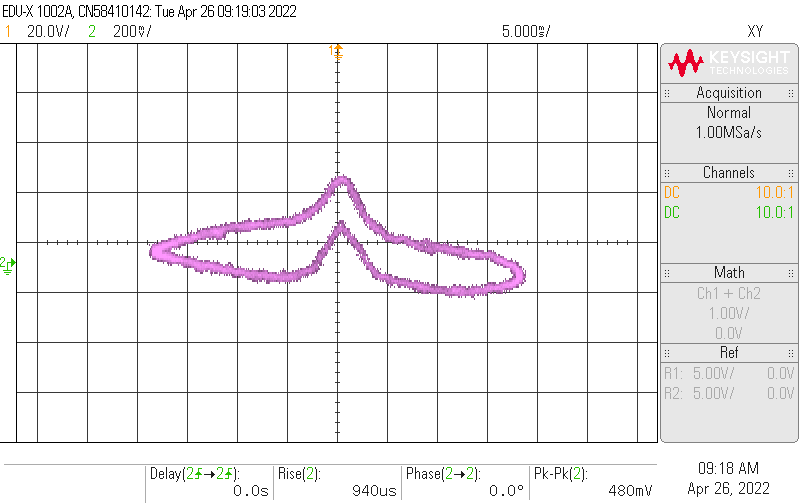 EDU-X 1002A, CN58410142: Tue Apr 26 09:19:03 2022
1 20.0V/ 2 200mV/ 5.000s/ XY
1
KEYSIGHT
TECHNOLOGIES
Acquisition
Normal
1.00MSa/s
Channels
DC 10.0:1
DC 10.0:1
2
Math
Ch1 + Ch2
1.00V/
0.0V
Ref
R1: 5.00V/ 0.0V
R2: 5.00V/ 0.0V
Delay(2→2): Rise(2): Phase(2→2): Pk-Pk(2):
0.0s 940us 0.0° 480mV
09:18 AM
Apr 26, 2022